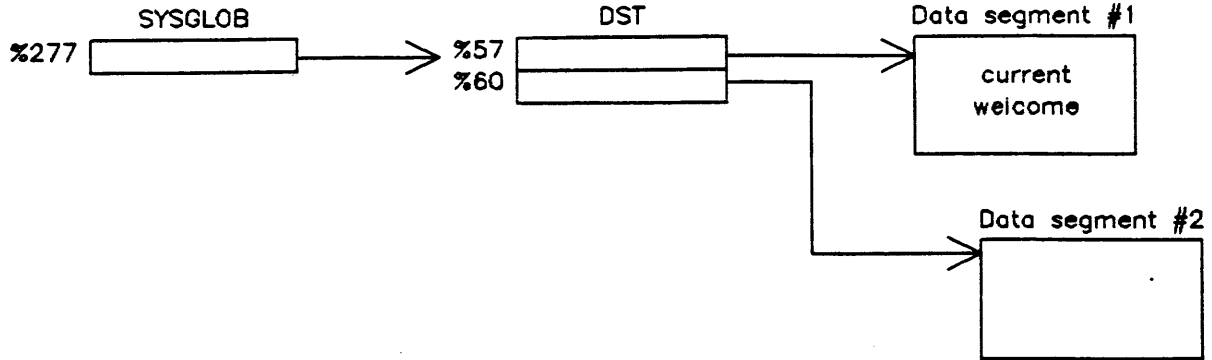 SYSGLOB
%277
DST
%57
%60
Data segment #1
current
welcome
Data segment #2